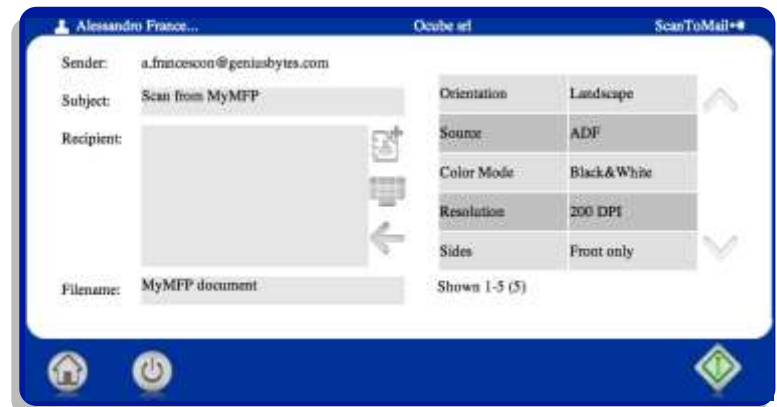 Alessandro France... Ocube srl ScanToMail
Sender: a.francescon@geniusbytes.com
Subject: Scan from MyMFP
Recipient:
Filename: MyMFP document
Orientation Landscape
Source ADF
Color Mode Black&White
Resolution 200 DPI
Sides Front only
Shown 1-5 (5)